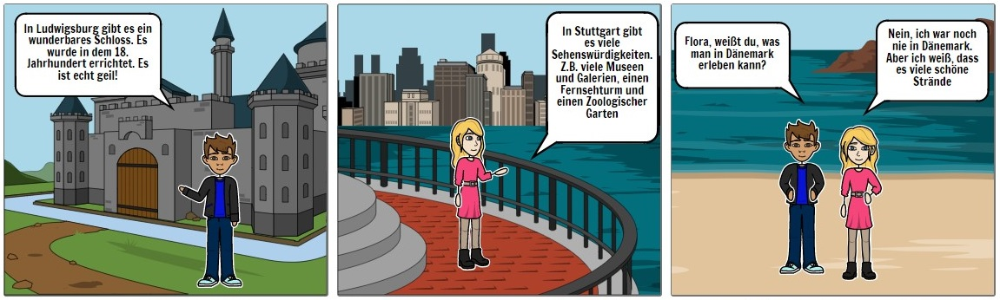 In Ludwigsburg gibt es ein
wunderbares Schloss. Es
wurde in dem 18.
Jahrhundert errichtet. Es
ist echt geil!
In Stuttgart gibt
es viele
Sehenswürdigkeiten.
Z.B. viele Museen
und Galerien, einen
Fernsehturm und
einen Zoologischer
Garten
Flora, weißt du, was
man in Dänemark
erleben kann?
Nein, ich war noch
nie in Dänemark.
Aber ich weiß, dass
es viele schöne
Strände